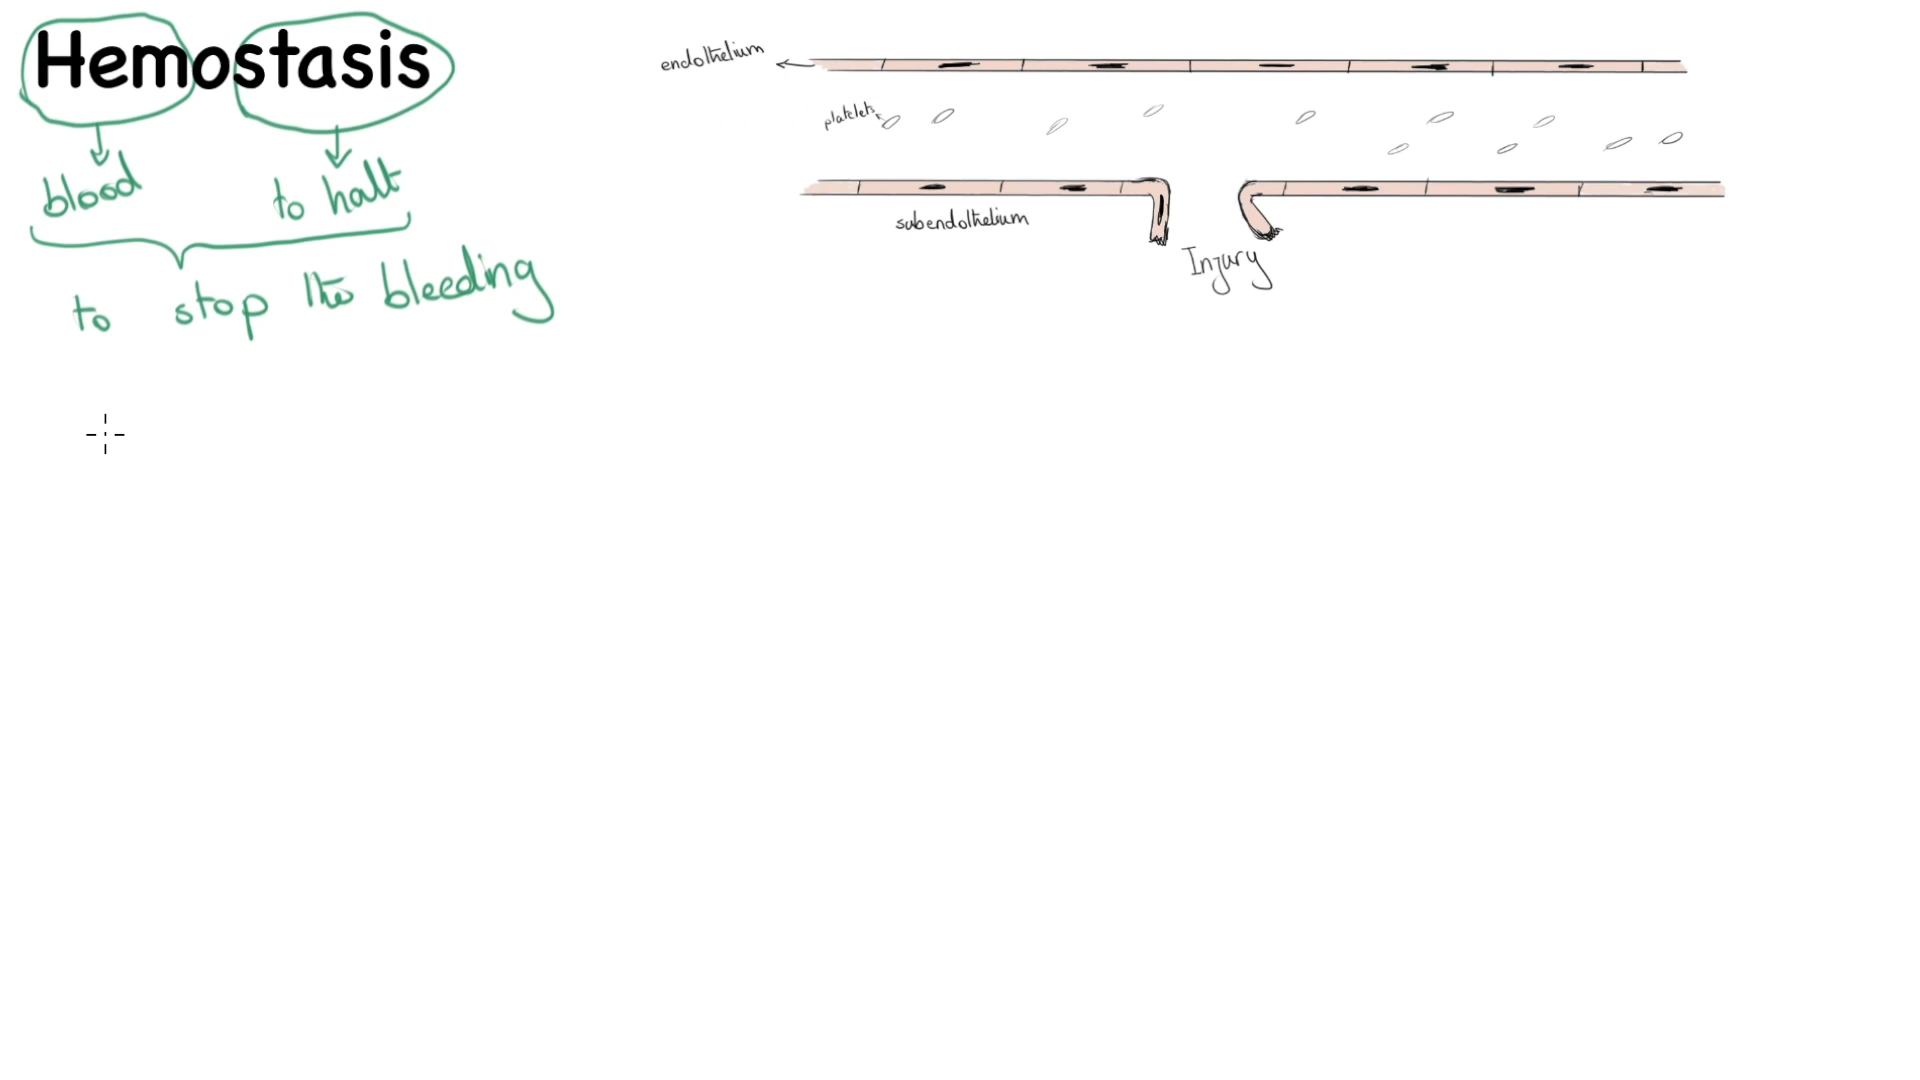 Hemostasis
blood
to halt
to stop the bleeding
endothelium
platelets
subendothelium
Injury